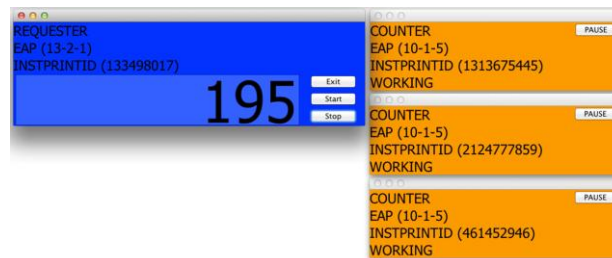 REQUESTER
EAP (13-2-1)
INSTPRINTID (133498017)
195
Exit
Start
Stop
COUNTER
PAUSE
EAP (10-1-5)
INSTPRINTID (1313675445)
WORKING
COUNTER
PAUSE
EAP (10-1-5)
INSTPRINTID (2124777859)
WORKING
COUNTER
PAUSE
EAP (10-1-5)
INSTPRINTID (461452946)
WORKING